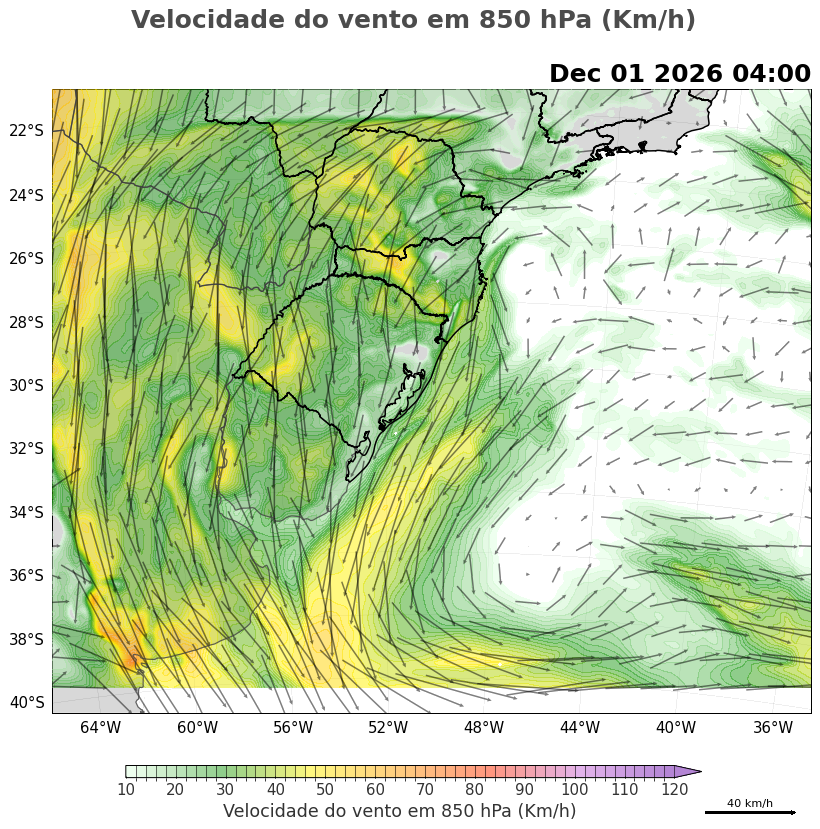 Velocidade do vento em 850 hPa (Km/h)
Dec 01 2026 04:00
22°S
24°S
26°S
28°S
30°S
32°S
34°S
36°S
38°S
40°S
64°W 60°W 56°W 52°W 48°W 44°W 40°W 36°W
10 20 30 40 50 60 70 80 90 100 110 120
Velocidade do vento em 850 hPa (Km/h)
40 km/h